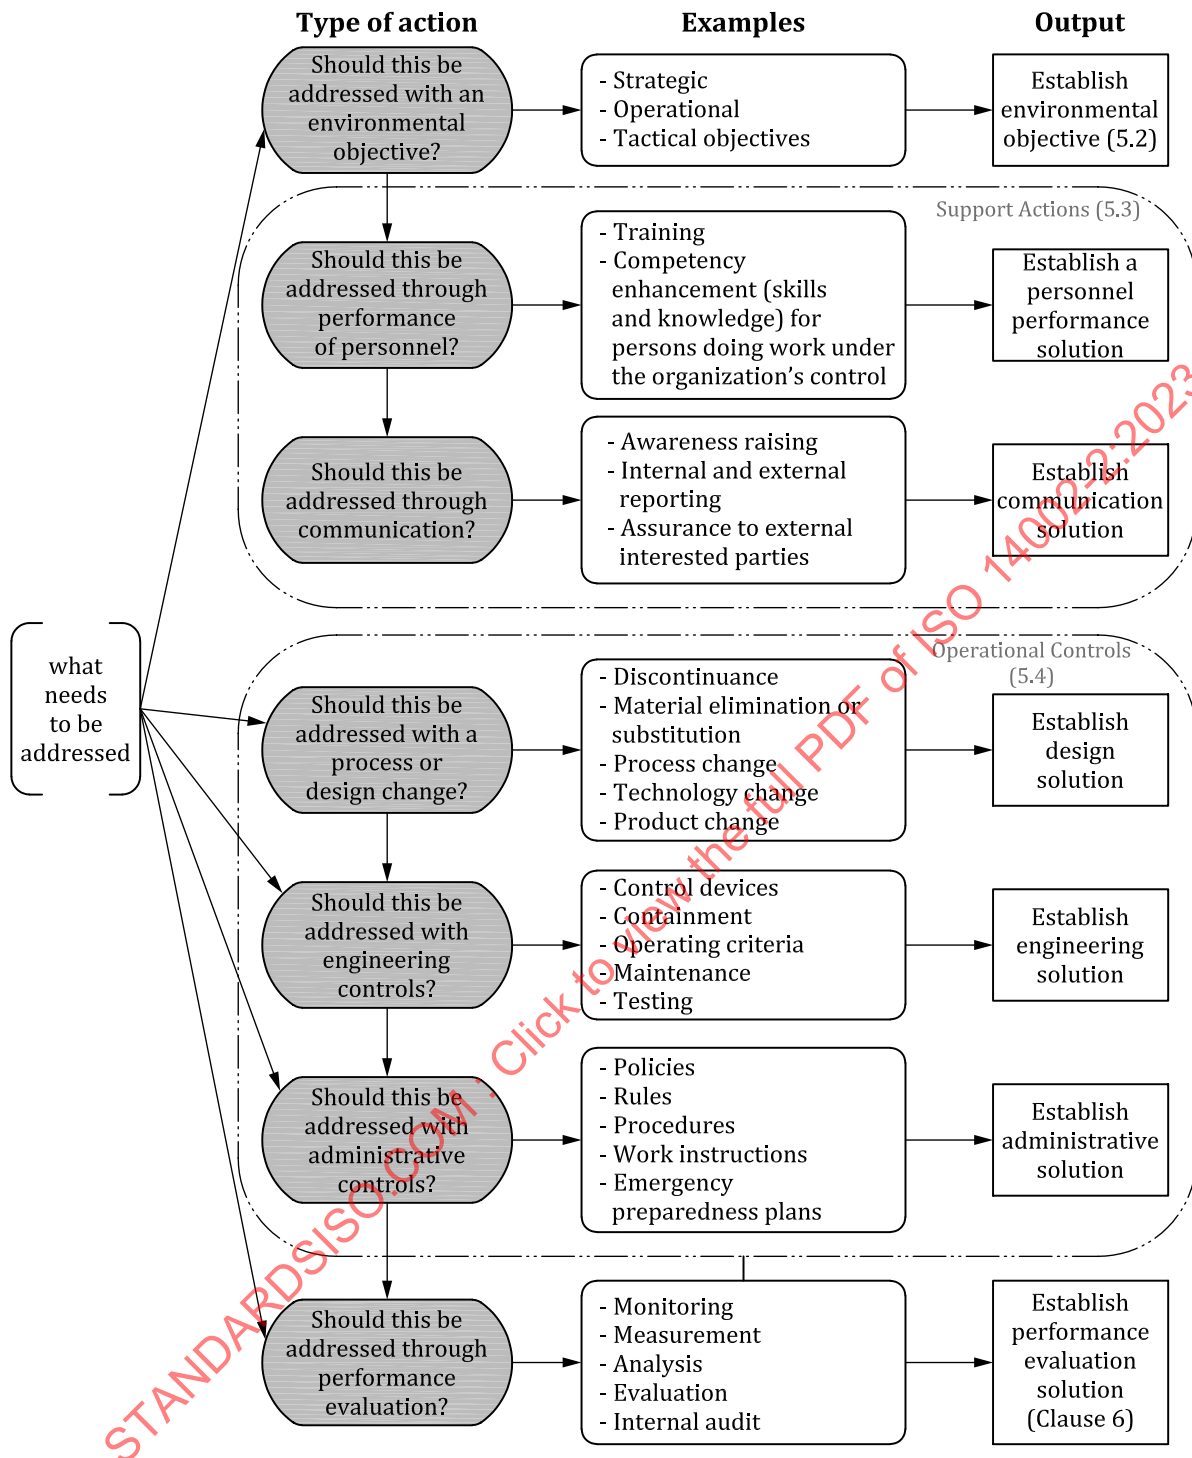 Type of action
Examples
Output
Should this be
addressed with an
environmental
objective?
- Strategic
- Operational
- Tactical objectives
Establish
environmental
objective (5.2)
Support Actions (5.3)
Should this be
addressed through
performance
of personnel?
- Training
- Competency
enhancement (skills
and knowledge) for
persons doing work under
the organization’s control
Establish a
personnel
performance
solution
Should this be
addressed through
communication?
- Awareness raising
- Internal and external
reporting
- Assurance to external
interested parties
Establish
communication
solution
what
needs
to be
addressed
Operational Controls
(5.4)
Should this be
addressed with a
process or
design change?
- Discontinuance
- Material elimination or
substitution
- Process change
- Technology change
- Product change
Establish
design
solution
Should this be
addressed with
engineering
controls?
- Control devices
- Containment
- Operating criteria
- Maintenance
- Testing
Establish
engineering
solution
Should this be
addressed with
administrative
controls?
- Policies
- Rules
- Procedures
- Work instructions
- Emergency
preparedness plans
Establish
administrative
solution
Should this be
addressed through
performance
evaluation?
- Monitoring
- Measurement
- Analysis
- Evaluation
- Internal audit
Establish
performance
evaluation
solution
(Clause 6)
STANDARDSISO.COM : Click to view the full PDF of ISO 14002-2:2023